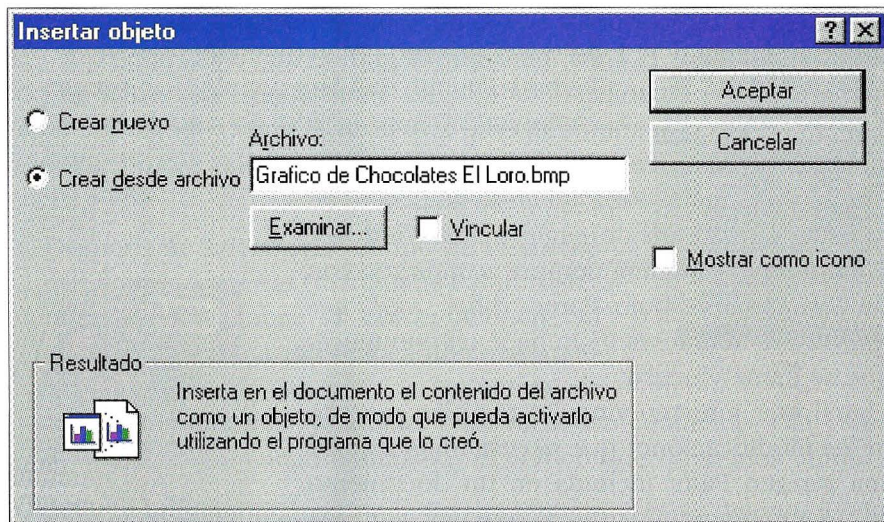 Insertar objeto
Crear nuevo
Crear desde archivo
Archivo:
Grafico de Chocolates El Loro.bmp
Examinar...
Vincular
Aceptar
Cancelar
Mostrar como icono
Resultado
Inserta en el documento el contenido del archivo
como un objeto, de modo que pueda activarlo
utilizando el programa que lo creó.